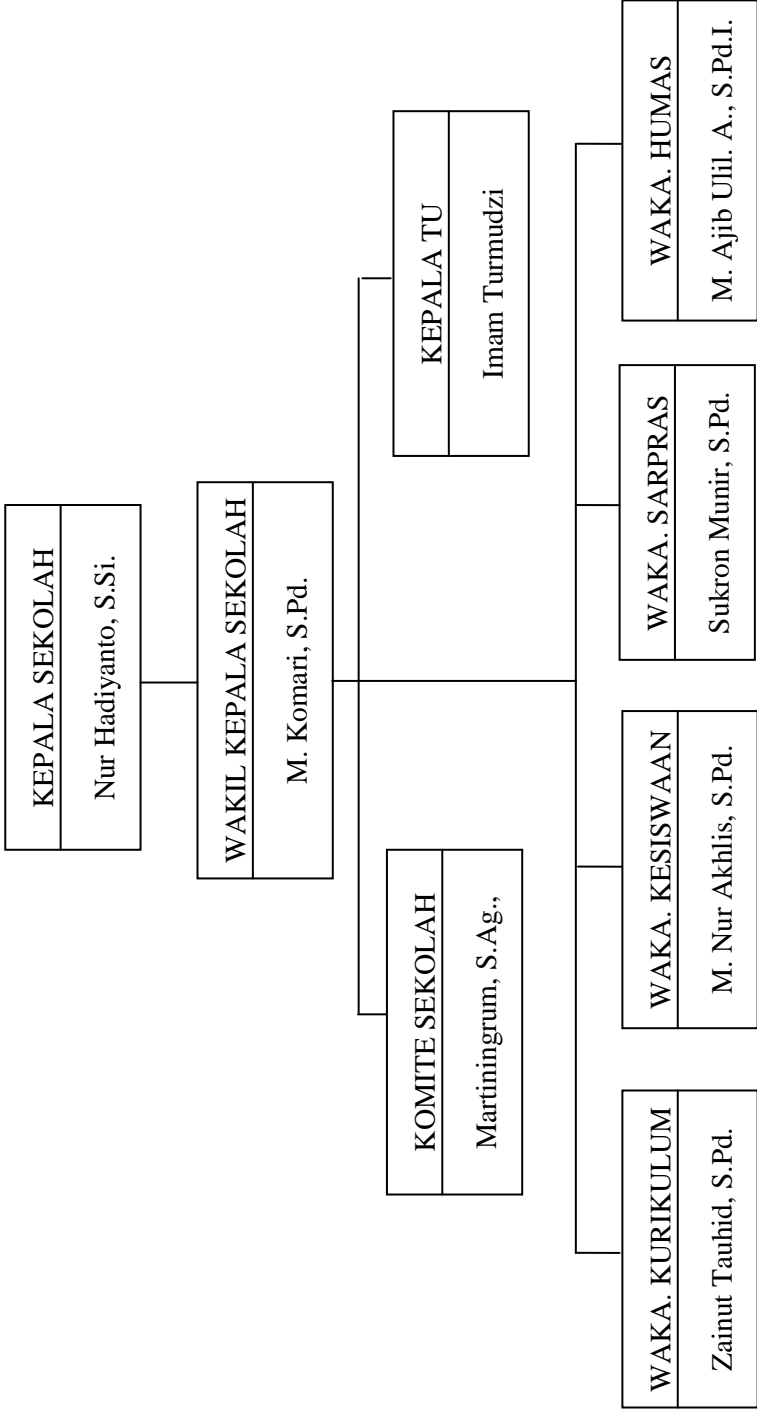 KEPALA SEKOLAH
Nur Hadiyanto, S.Si.
WAKIL KEPALA SEKOLAH
M. Komari, S.Pd.
KOMITE SEKOLAH
Martiningrum, S.Ag.,
KEPALA TU
Imam Turmudzi
WAKA. KURIKULUM
Zainut Tauhid, S.Pd.
WAKA. KESISWAAN
M. Nur Akhlis, S.Pd.
WAKA. SARPRAS
Sukron Munir, S.Pd.
WAKA. HUMAS
M. Ajib Ulil. A., S.Pd.I.